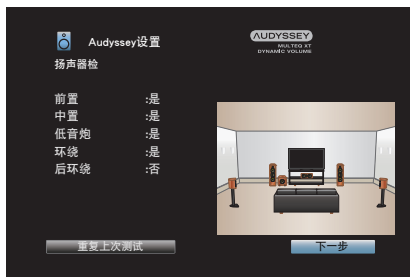 Audyssey设置
AUDYSSEY
MULTEQ XT
DYNAMIC VOLUME
扬声器检
前置 :是
中置 :是
低音炮 :是
环绕 :是
后环绕 :否
重复上次测试
下一步